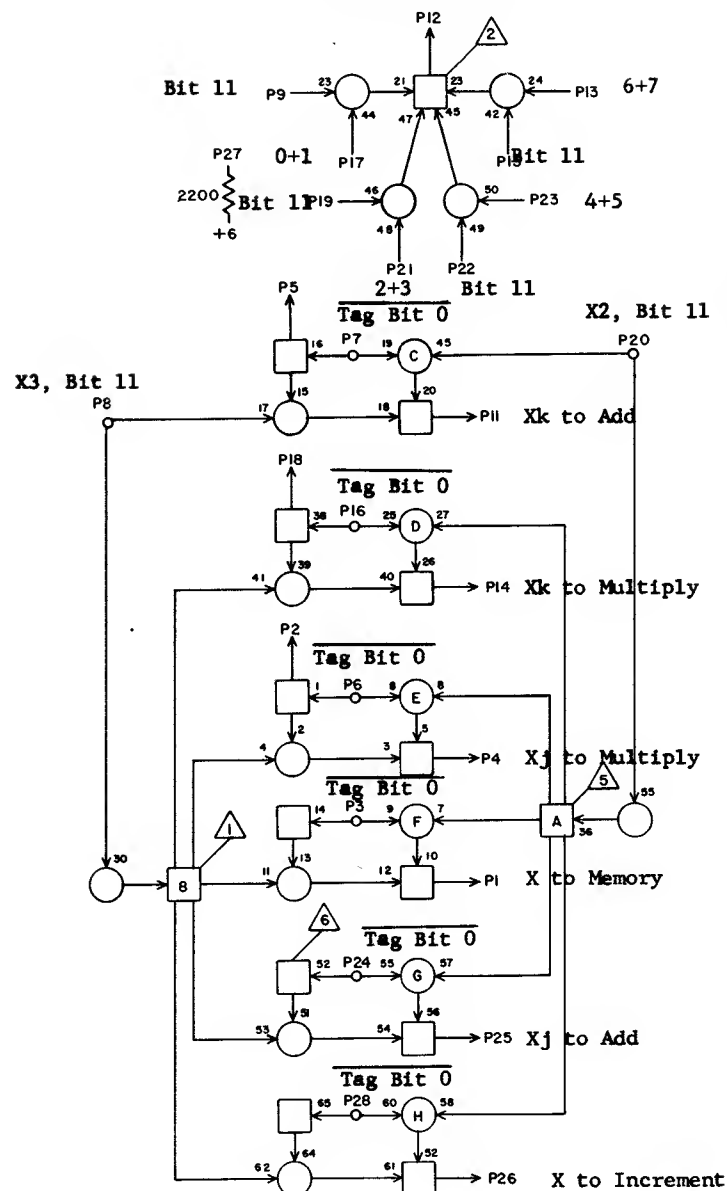 P12
2
Bit 11 P9 23 21 23 24 P13 6+7
44 47 45 42
P27 0+1 P17 Bit 11
2200 Bit 11 P19 46 50 P23 4+5
+6 48 49
P21 P22
P5 2+3 Bit 11
Tag Bit 0 X2, Bit 11
16 P7 19 C 45 P20
X3, Bit 11 15 20
P8 17 18 P11 Xk to Add
P18 Tag Bit 0
38 P16 25 D 27
39 26
41 40 P14 Xk to Multiply
P2 Tag Bit 0
1 P6 6 E 8
2 5
4 3 P4 Xj to Multiply
Tag Bit 0 5 55
14 P3 9 F 7 A 36
1 13 10
30 B 11 12 P1 X to Memory
6 Tag Bit 0
52 P24 55 G 57
51 56
53 54 P25 Xj to Add
Tag Bit 0
65 P28 60 H 58
64 52
62 61 P26 X to Increment